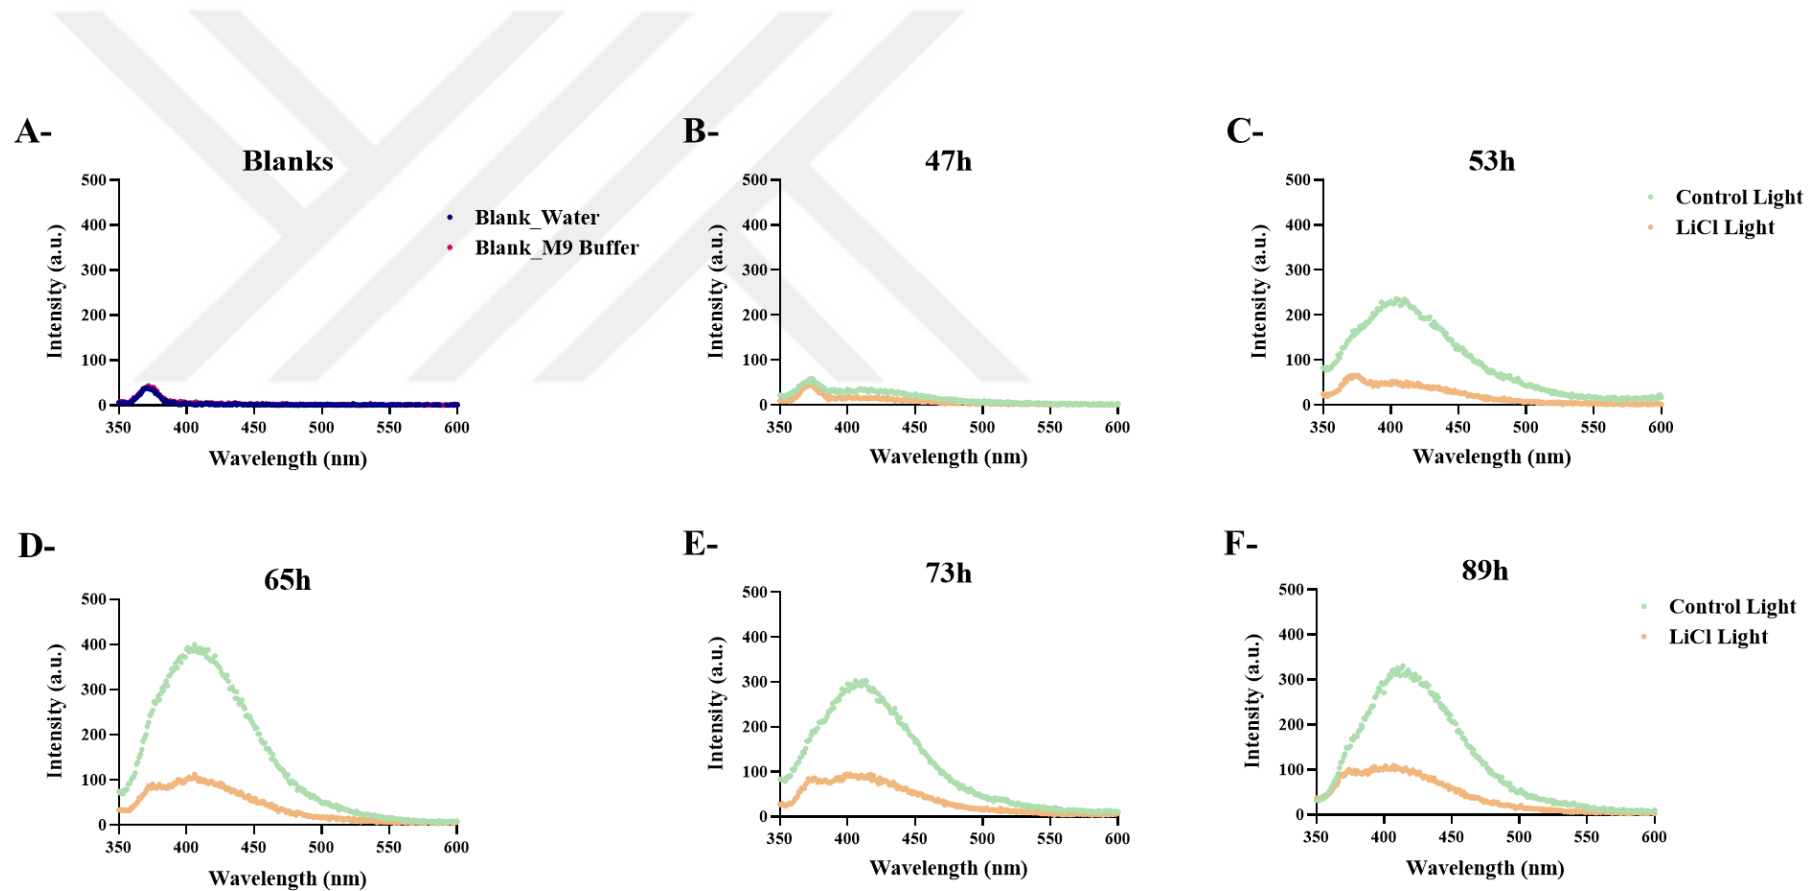 A-
Blanks
500
400
300
200
100
0
Intensity (a.u.)
350 400 450 500 550 600
Wavelength (nm)
Blank_Water
Blank_M9 Buffer
B-
47h
500
400
300
200
100
0
Intensity (a.u.)
350 400 450 500 550 600
Wavelength (nm)
C-
53h
500
400
300
200
100
0
Intensity (a.u.)
350 400 450 500 550 600
Wavelength (nm)
Control Light
LiCl Light
D-
65h
500
400
300
200
100
0
Intensity (a.u.)
350 400 450 500 550 600
Wavelength (nm)
E-
73h
500
400
300
200
100
0
Intensity (a.u.)
350 400 450 500 550 600
Wavelength (nm)
F-
89h
500
400
300
200
100
0
Intensity (a.u.)
350 400 450 500 550 600
Wavelength (nm)
Control Light
LiCl Light